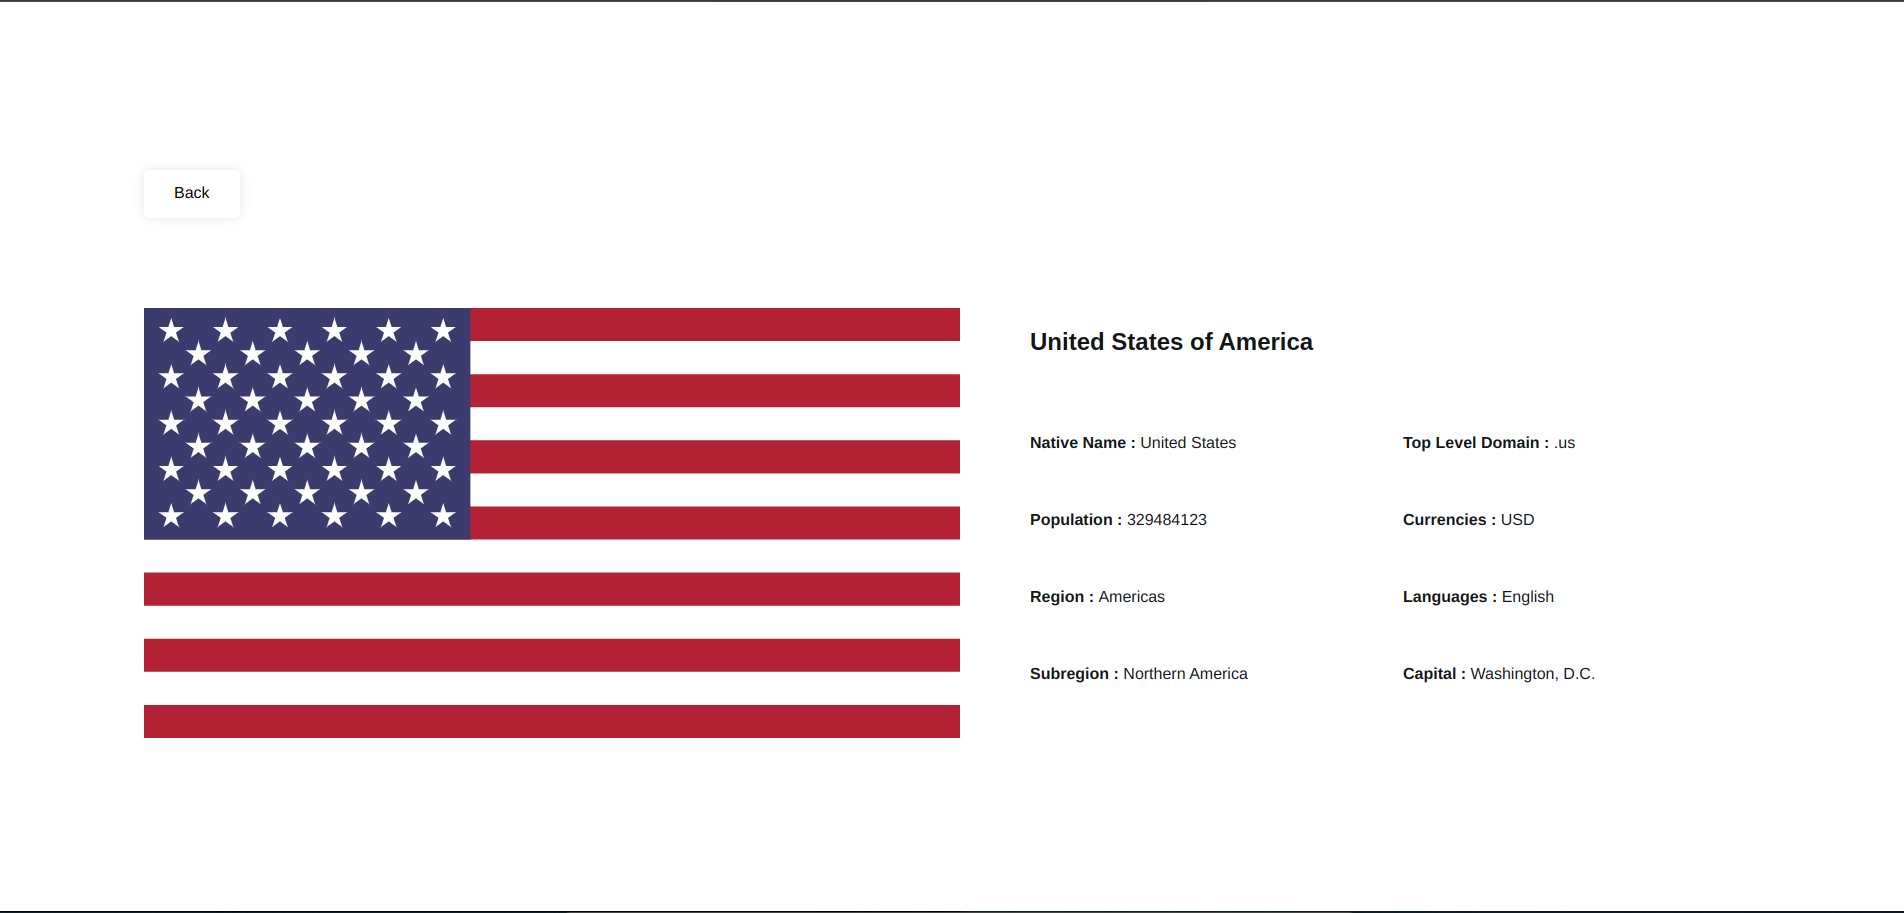 Back
United States of America
Native Name : United States
Top Level Domain : .us
Population : 329484123
Currencies : USD
Region : Americas
Languages : English
Subregion : Northern America
Capital : Washington, D.C.